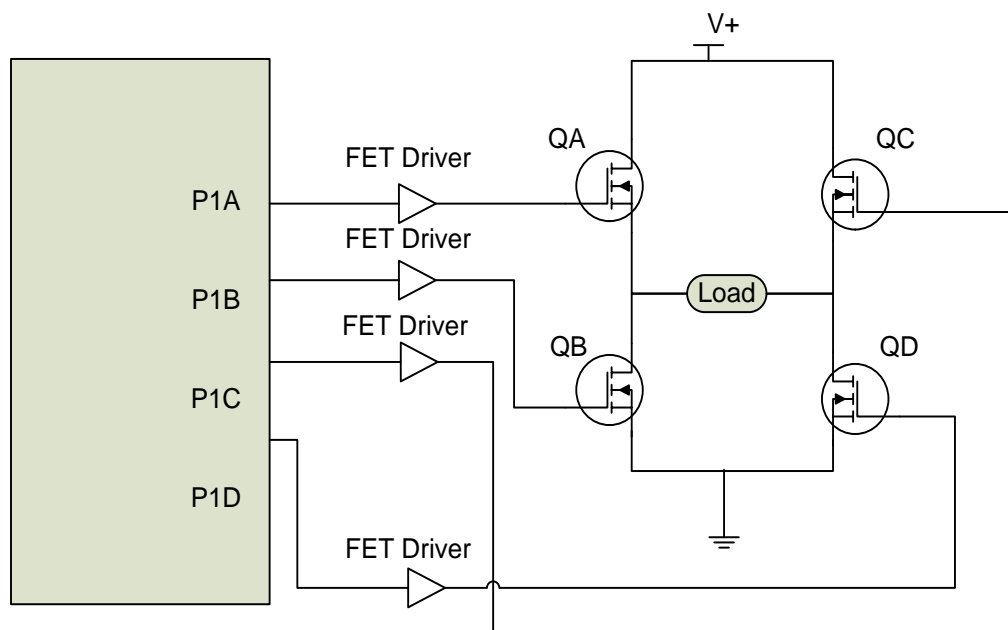 V+
QA
QC
FET Driver
P1A
FET Driver
P1B
Load
FET Driver
QB
QD
P1C
P1D
FET Driver